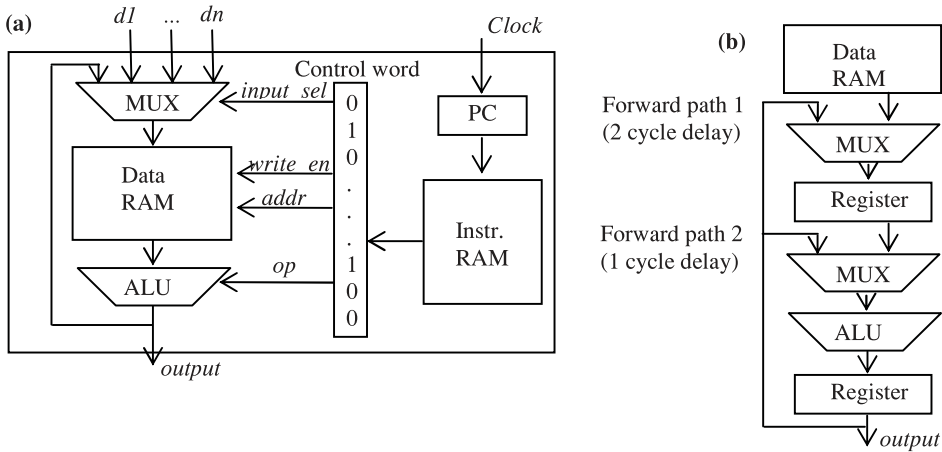 (a)
d1 ... dn
Clock
Control word
MUX
input_sel
0
1
0
.
.
.
1
0
0
PC
Data
RAM
write_en
addr
Instr.
RAM
ALU
op
output
(b)
Data
RAM
Forward path 1
(2 cycle delay)
MUX
Register
Forward path 2
(1 cycle delay)
MUX
ALU
Register
output